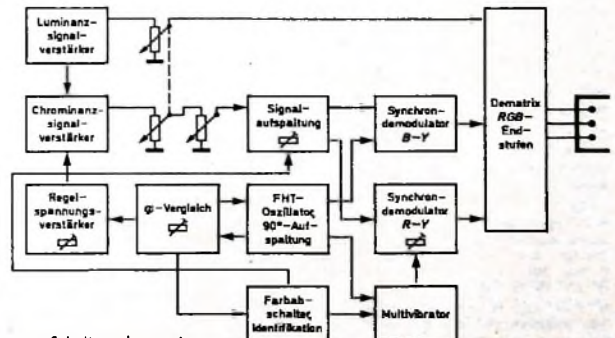 Luminanz-
signal-
verstärker
Chrominanz-
signal-
verstärker
Signal-
aufspaltung
Synchron-
demodulator
B-Y
Dematrix
RGB-
End-
stufen
Regel-
spannungs-
verstärker
φ-Vergleich
FHT-
Oszillator,
90°-Auf-
spaltung
Synchron-
demodulator
R-Y
Farbab-
schalter,
Identifikation
Multivibrator